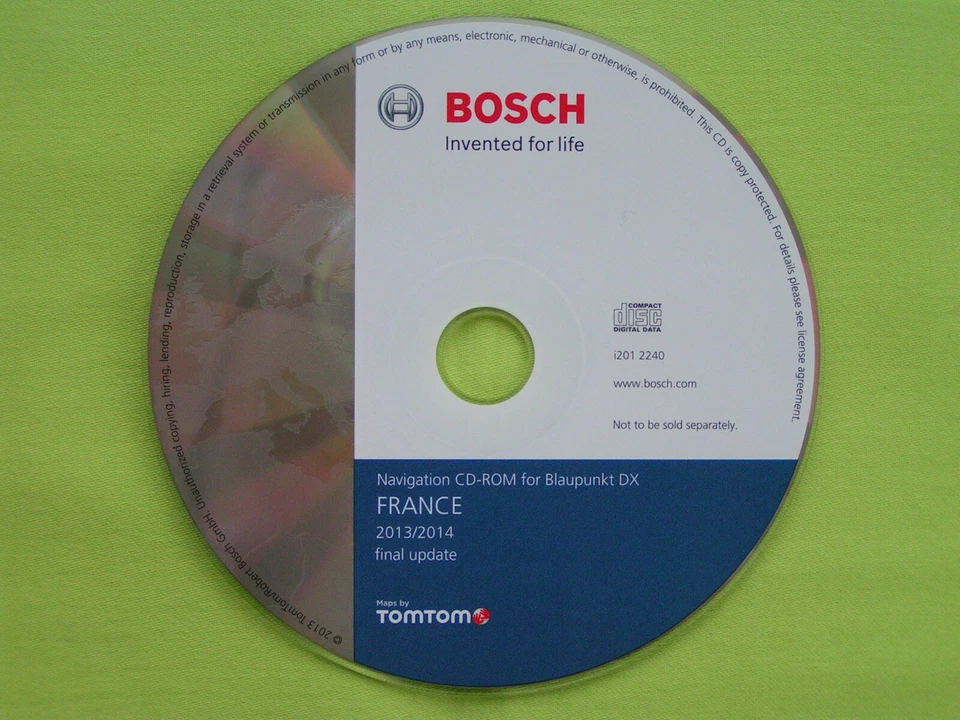 BOSCH
Invented for life
COMPACT
disc
DIGITAL DATA
i201 2240
www.bosch.com
Not to be sold separately.
Navigation CD-ROM for Blaupunkt DX
FRANCE
2013/2014
final update
Maps by
TOMTOM
© 2013 TomTom/Robert Bosch GmbH. Unauthorized copying, hiring, lending, reproduction, storage in a retrieval system or transmission in any form or by any means, electronic, mechanical or otherwise, is prohibited. This CD is copy protected. For details please see license agreement.